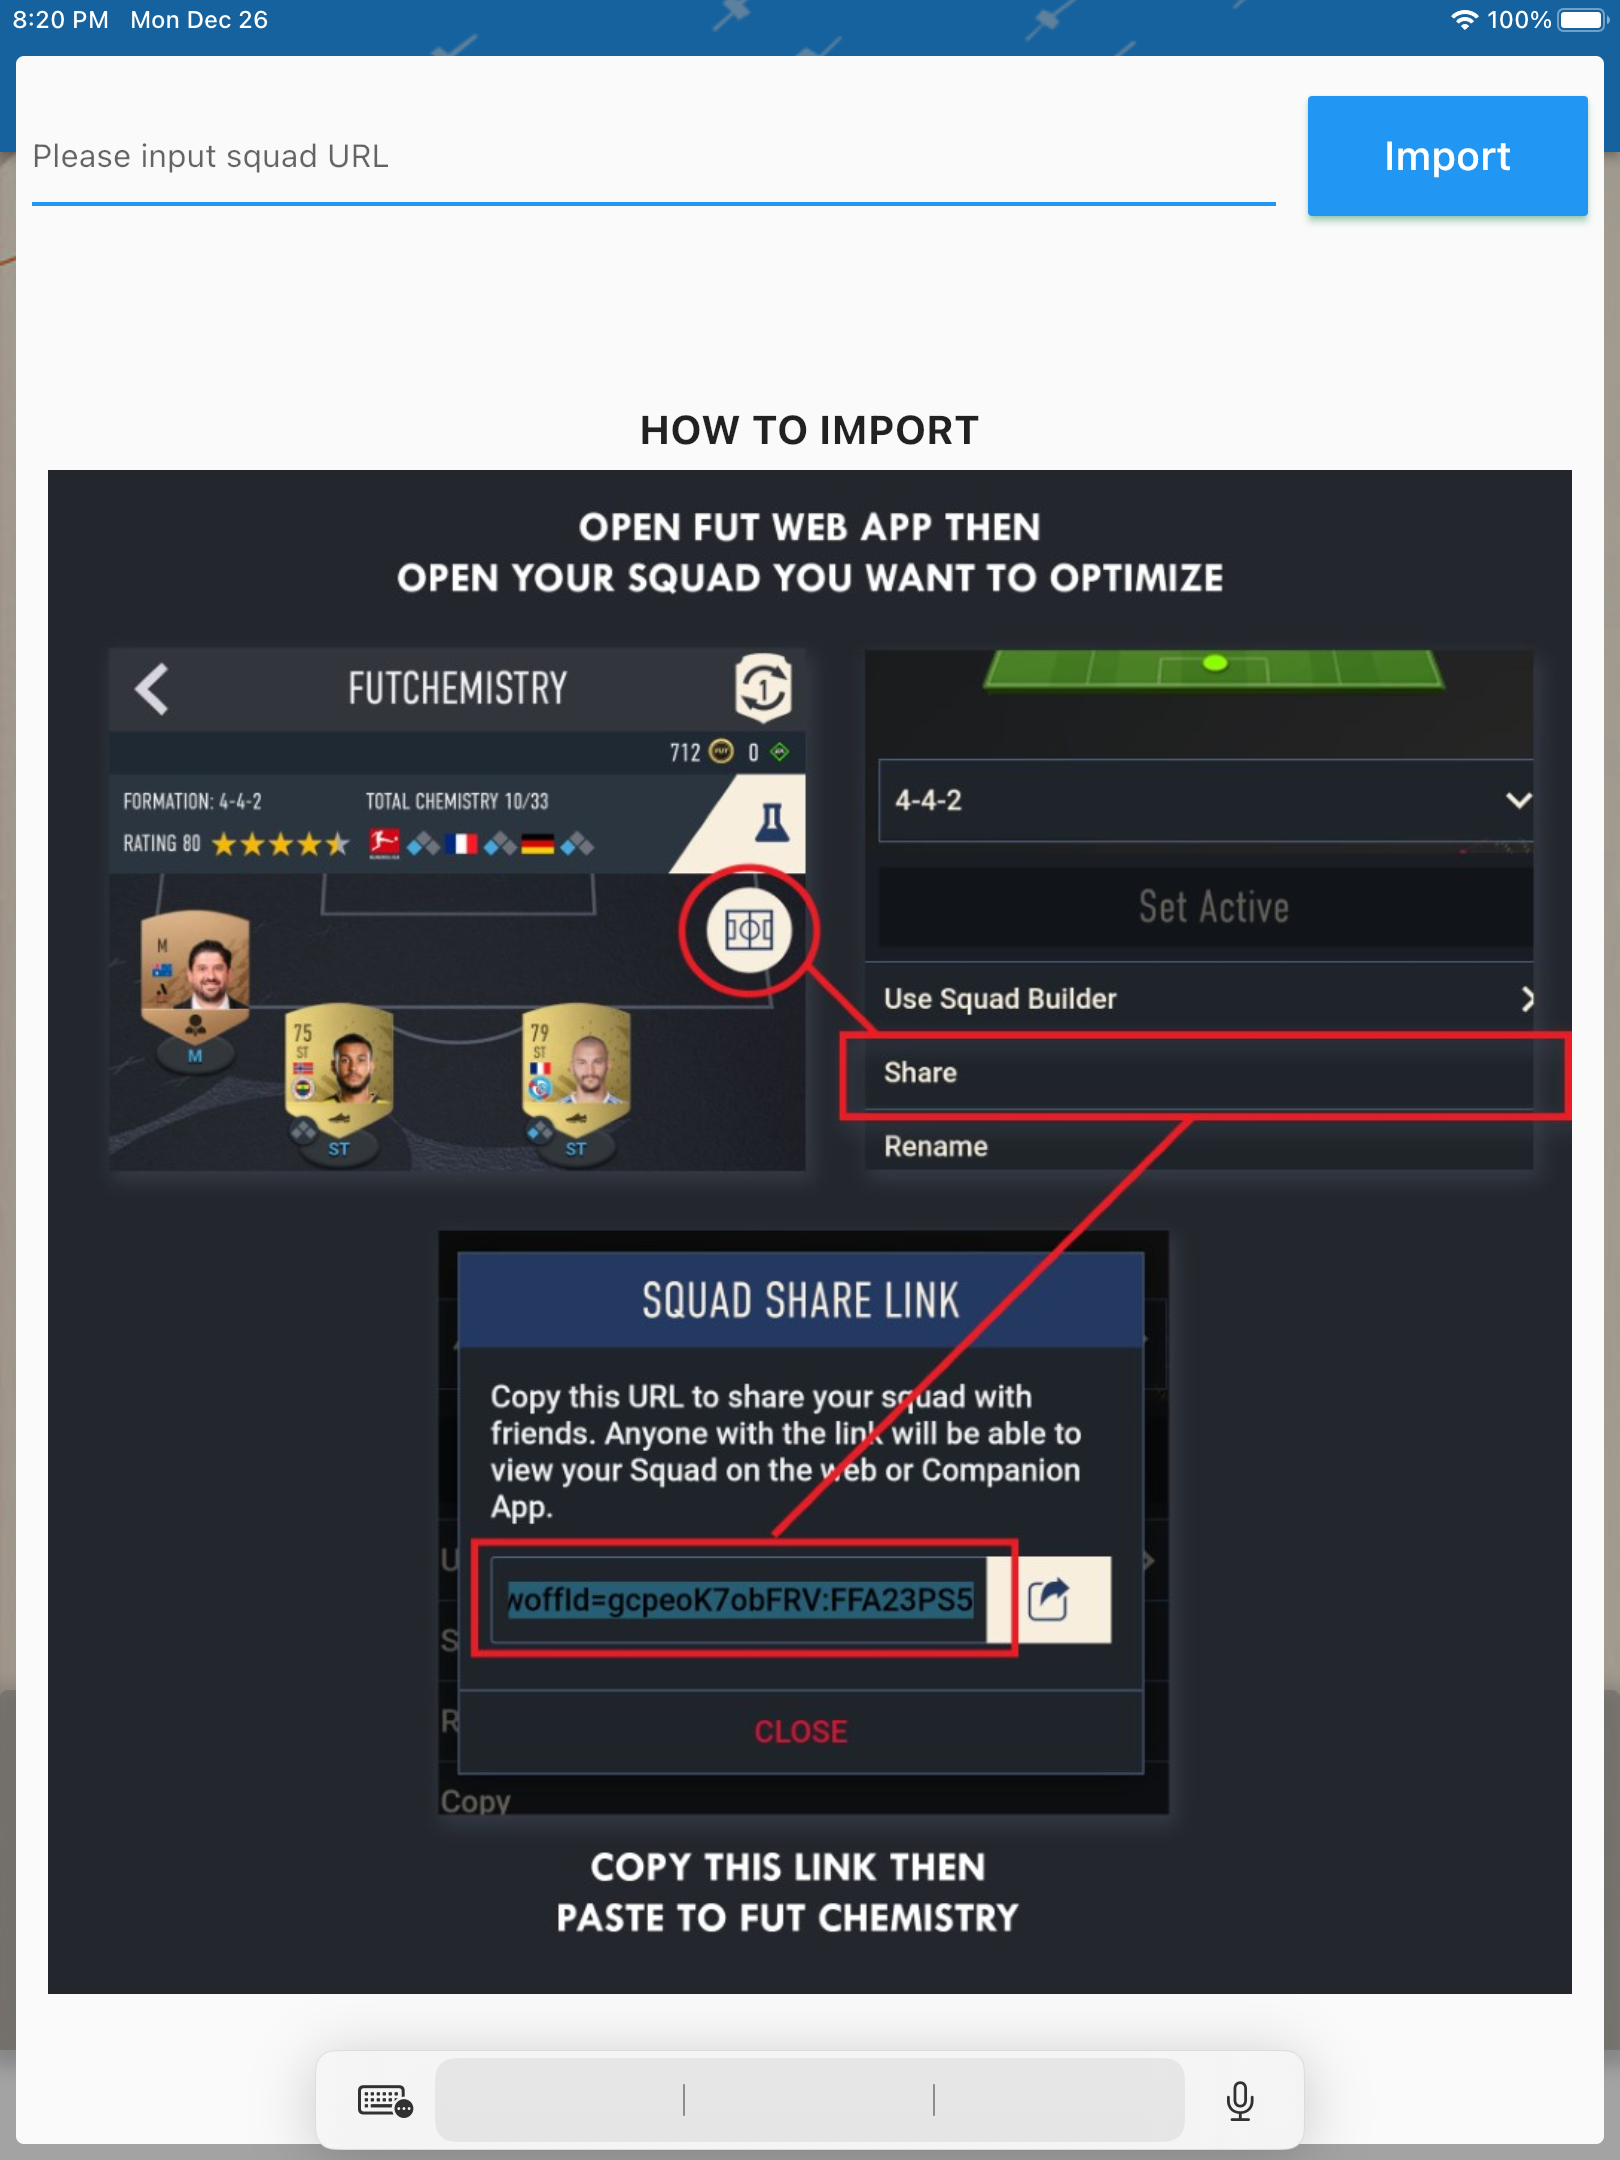 8:20 PM Mon Dec 26
100%
Please input squad URL
Import
HOW TO IMPORT
OPEN FUT WEB APP THEN
OPEN YOUR SQUAD YOU WANT TO OPTIMIZE
FUTCHEMISTRY
1
712 FUT 0
FORMATION: 4-4-2 TOTAL CHEMISTRY 10/33
RATING 80
M
M
75
ST
ST
79
ST
ST
4-4-2
Set Active
Use Squad Builder
Share
Rename
SQUAD SHARE LINK
Copy this URL to share your squad with
friends. Anyone with the link will be able to
view your Squad on the web or Companion
App.
woffId=gcpeoK7obFRV:FFA23PS5
U
S
R
CLOSE
Copy
COPY THIS LINK THEN
PASTE TO FUT CHEMISTRY